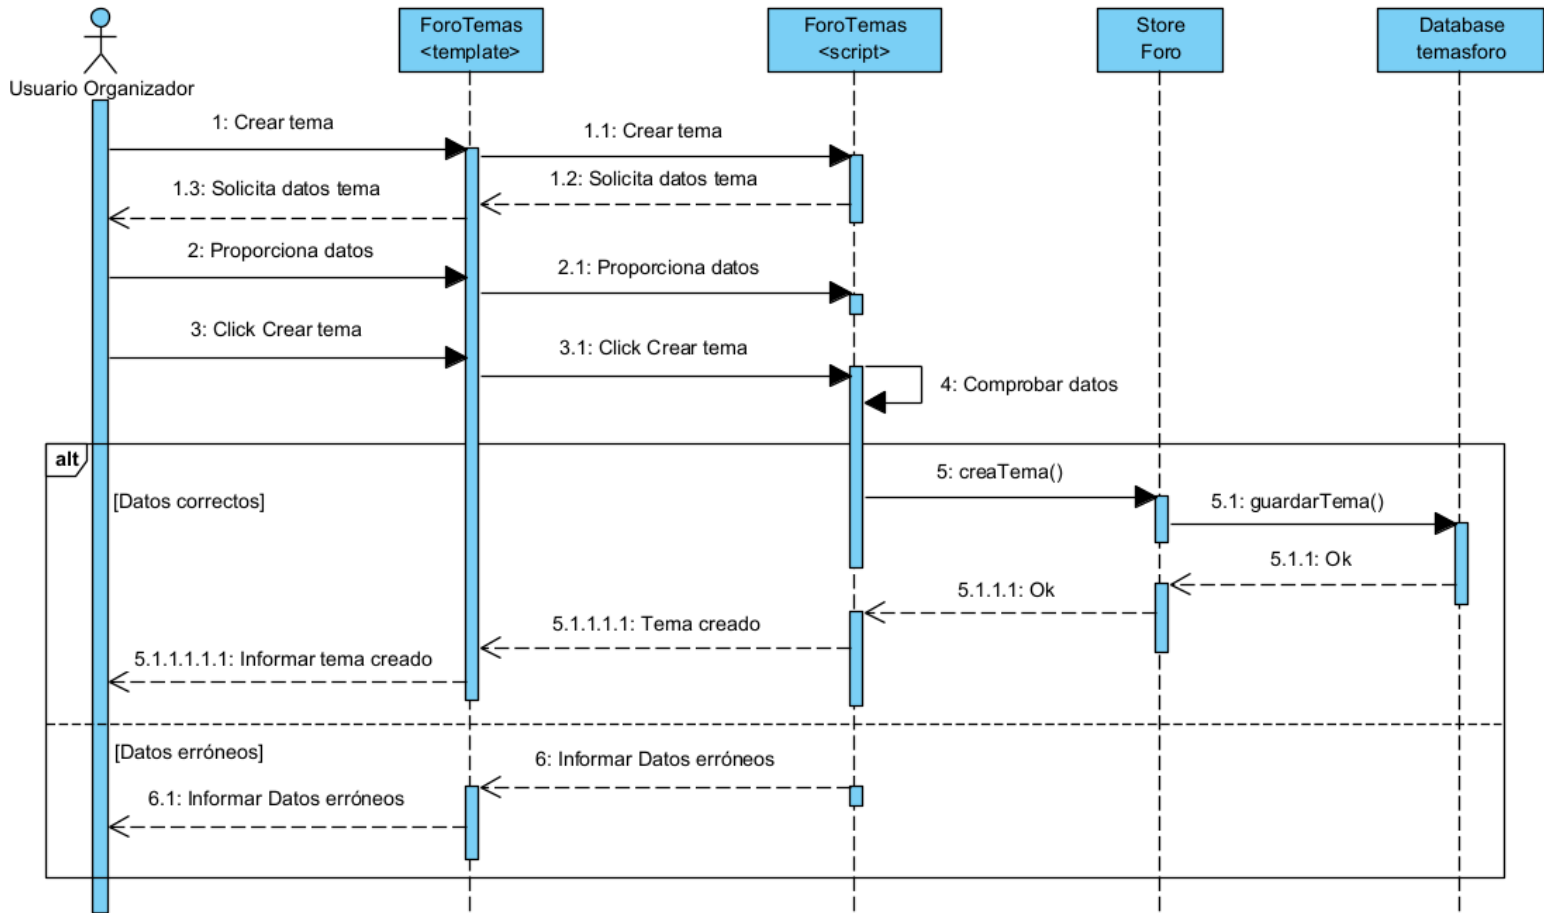 Usuario Organizador
ForoTemas
<template>
ForoTemas
<script>
Store
Foro
Database
temasforo
1: Crear tema
1.1: Crear tema
1.2: Solicita datos tema
1.3: Solicita datos tema
2: Proporciona datos
2.1: Proporciona datos
3: Click Crear tema
3.1: Click Crear tema
4: Comprobar datos
alt
[Datos correctos]
5: creaTema()
5.1: guardarTema()
5.1.1: Ok
5.1.1.1: Ok
5.1.1.1.1: Tema creado
5.1.1.1.1.1: Informar tema creado
[Datos erróneos]
6: Informar Datos erróneos
6.1: Informar Datos erróneos